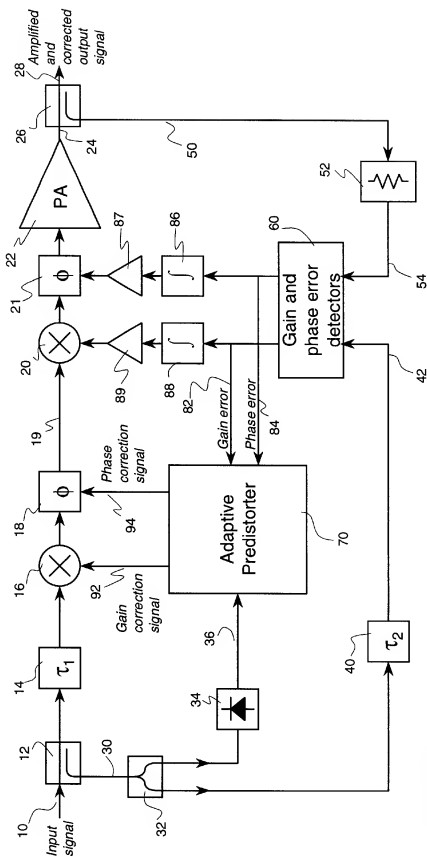 Input
signal
10
12
30
32
14
τ₁
16
Gain
correction
signal
92
18
ϕ
Phase
correction
signal
94
19
20
21
ϕ
22
PA
24
26
28
Amplified
and
corrected
output
signal
34
36
Adaptive
Predistorter
70
82
Gain error
Phase error
84
88
∫
89
86
∫
87
60
Gain and
phase error
detectors
50
52
54
42
40
τ₂